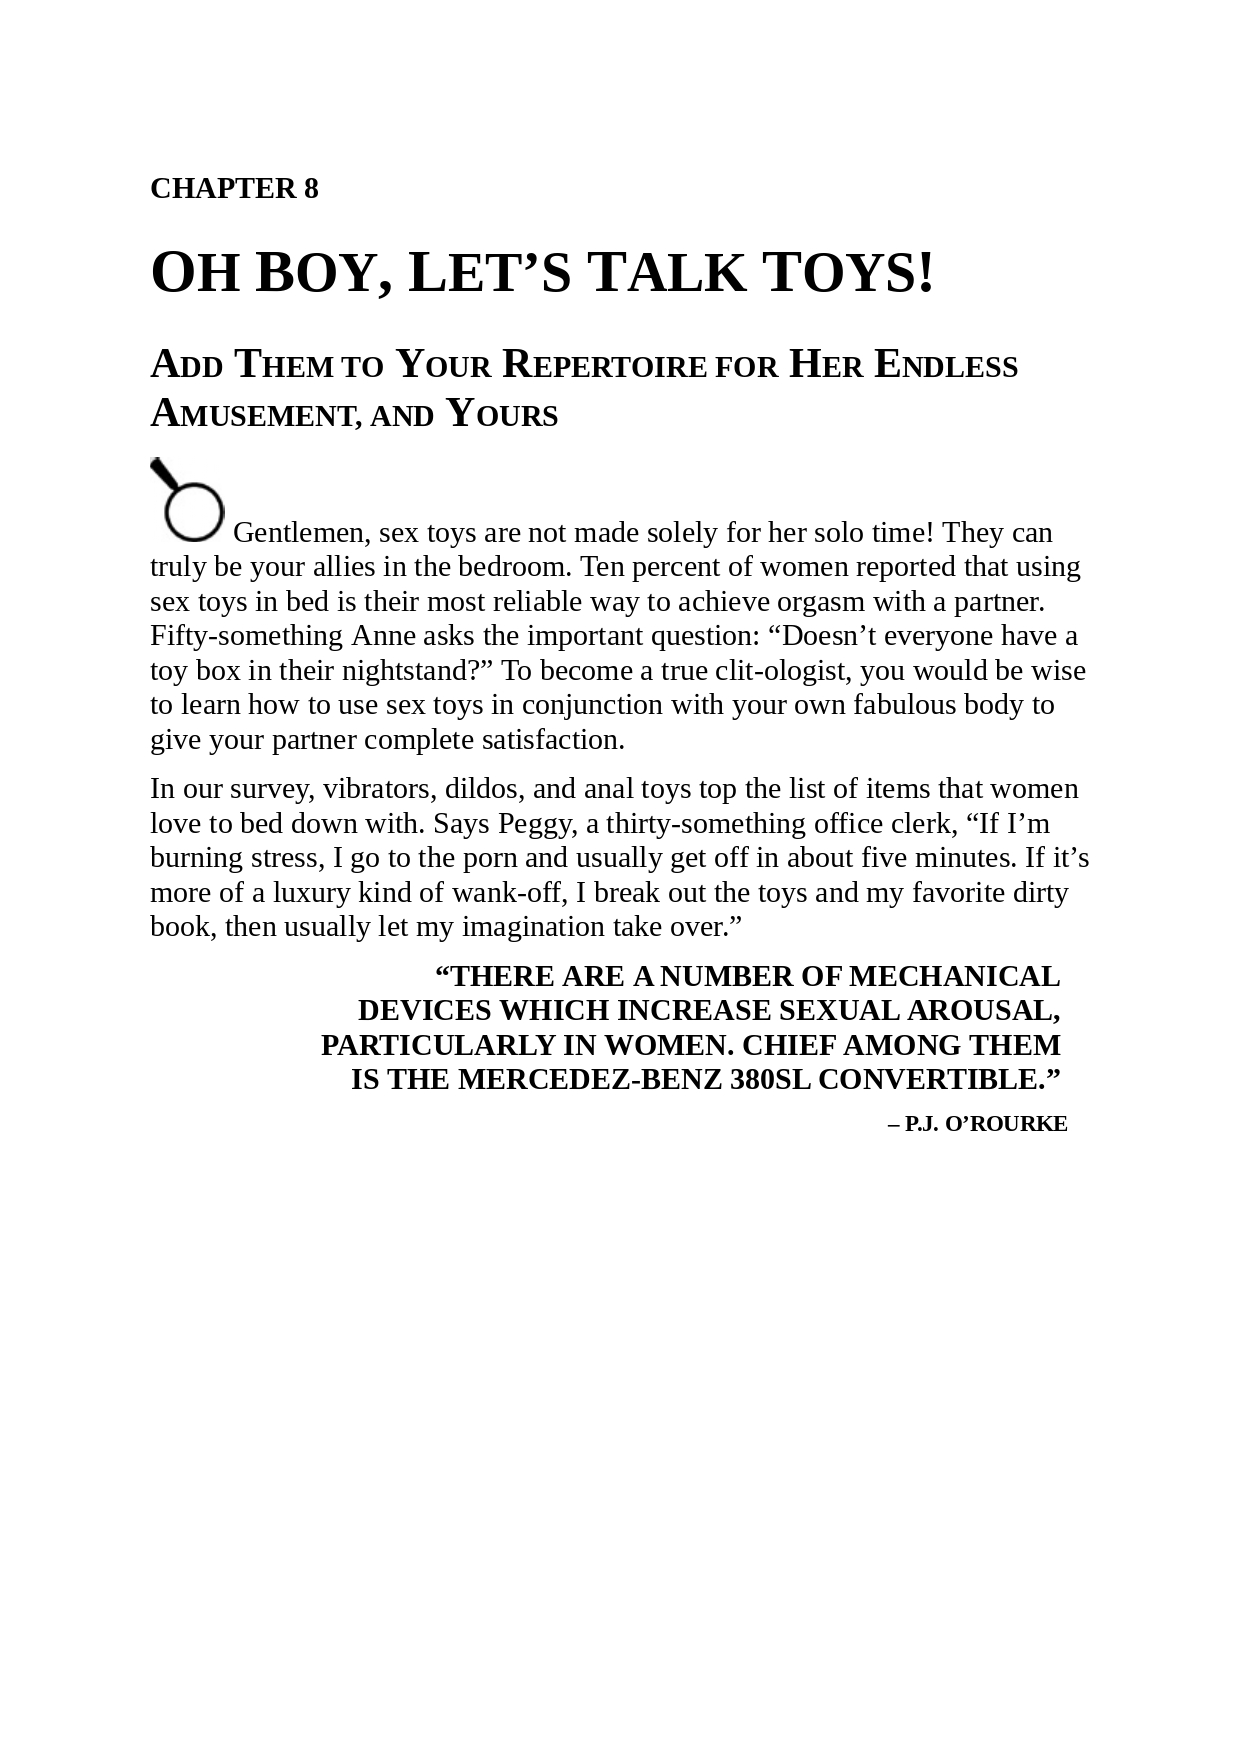 CHAPTER 8
OH BOY, LET’S TALK TOYS!
ADD THEM TO YOUR REPERTOIRE FOR HER ENDLESS
AMUSEMENT, AND YOURS
Gentlemen, sex toys are not made solely for her solo time! They can
truly be your allies in the bedroom. Ten percent of women reported that using
sex toys in bed is their most reliable way to achieve orgasm with a partner.
Fifty-something Anne asks the important question: “Doesn’t everyone have a
toy box in their nightstand?” To become a true clit-ologist, you would be wise
to learn how to use sex toys in conjunction with your own fabulous body to
give your partner complete satisfaction.
In our survey, vibrators, dildos, and anal toys top the list of items that women
love to bed down with. Says Peggy, a thirty-something office clerk, “If I’m
burning stress, I go to the porn and usually get off in about five minutes. If it’s
more of a luxury kind of wank-off, I break out the toys and my favorite dirty
book, then usually let my imagination take over.”
“THERE ARE A NUMBER OF MECHANICAL
DEVICES WHICH INCREASE SEXUAL AROUSAL,
PARTICULARLY IN WOMEN. CHIEF AMONG THEM
IS THE MERCEDEZ-BENZ 380SL CONVERTIBLE.”
– P.J. O’ROURKE